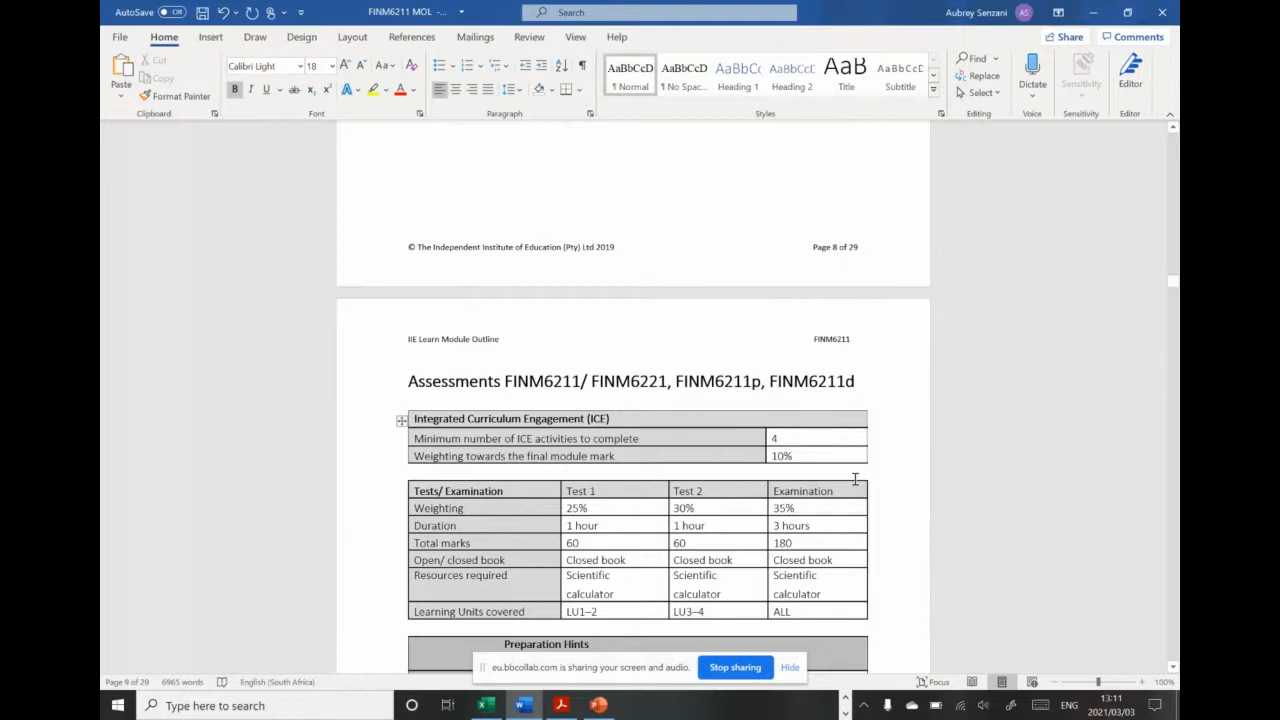 AutoSave Off FINM6211 MOL -... Search Aubrey Senzani AS
File Home Insert Draw Design Layout References Mailings Review View Help Share Comments
Paste Cut Copy Format Painter
Calibri Light 18
AaBbCcD AaBbCcD AaBbCc AaBbCcD AaB AaBbCcD
¶ Normal ¶ No Spac... Heading 1 Heading 2 Title Subtitle
Find Replace Select
Dictate Sensitivity Editor
Clipboard Font Paragraph Styles Editing Voice Sensitivity Editor
© The Independent Institute of Education (Pty) Ltd 2019 Page 8 of 29
IIE Learn Module Outline FINM6211
Assessments FINM6211/ FINM6221, FINM6211p, FINM6211d
Integrated Curriculum Engagement (ICE)
Minimum number of ICE activities to complete 4
Weighting towards the final module mark 10%
Tests/ Examination Test 1 Test 2 Examination
Weighting 25% 30% 35%
Duration 1 hour 1 hour 3 hours
Total marks 60 60 180
Open/ closed book Closed book Closed book Closed book
Resources required Scientific Scientific Scientific
calculator calculator calculator
Learning Units covered LU1–2 LU3–4 ALL
Preparation Hints
eu.bbcollab.com is sharing your screen and audio. Stop sharing Hide
Page 9 of 29 6965 words English (South Africa) Focus 100%
Type here to search ENG 13:11
2021/03/03